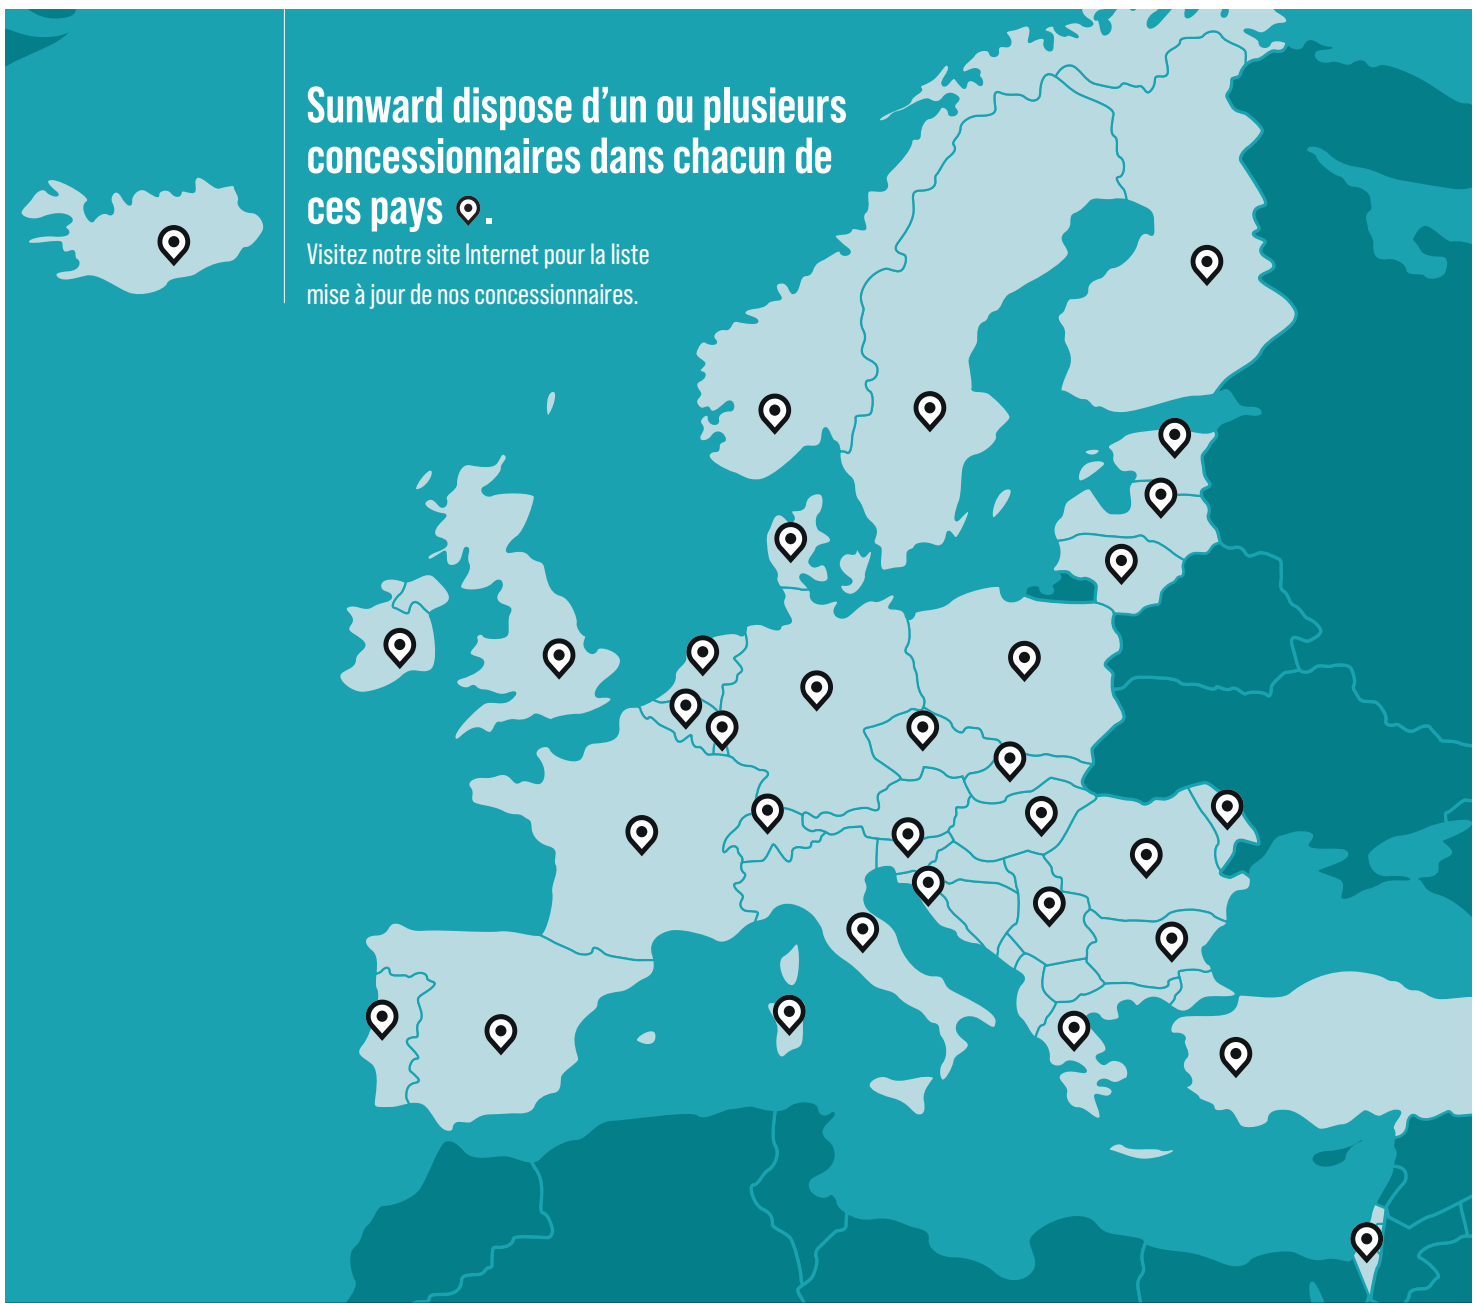 Sunward dispose d’un ou plusieurs
concessionnaires dans chacun de
ces pays .
Visitez notre site Internet pour la liste
mise à jour de nos concessionnaires.